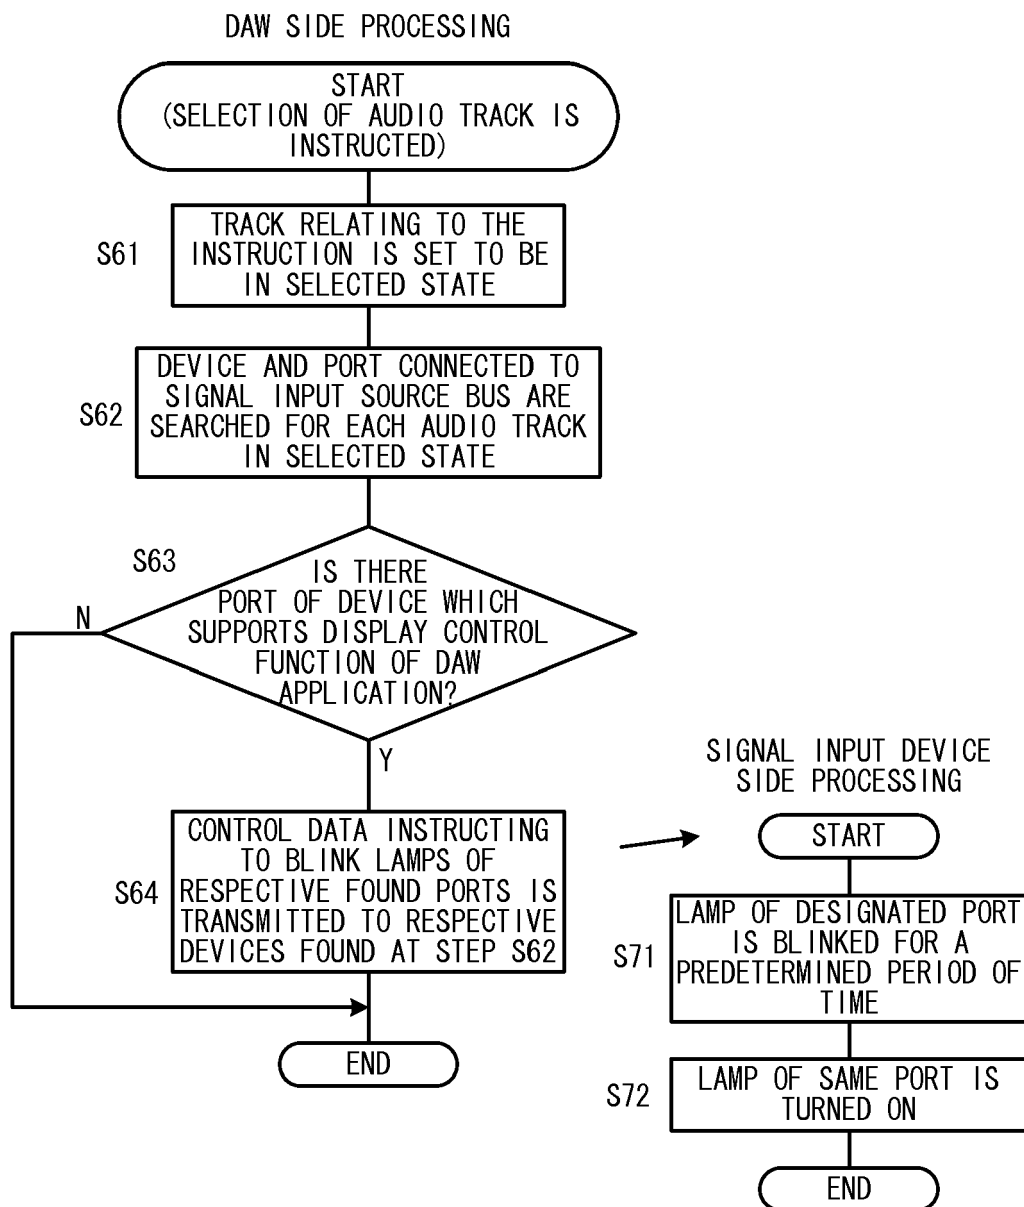 DAW SIDE PROCESSING
START
(SELECTION OF AUDIO TRACK IS
INSTRUCTED)
S61
TRACK RELATING TO THE
INSTRUCTION IS SET TO BE
IN SELECTED STATE
S62
DEVICE AND PORT CONNECTED TO
SIGNAL INPUT SOURCE BUS ARE
SEARCHED FOR EACH AUDIO TRACK
IN SELECTED STATE
S63
IS THERE
PORT OF DEVICE WHICH
SUPPORTS DISPLAY CONTROL
FUNCTION OF DAW
APPLICATION?
N
Y
S64
CONTROL DATA INSTRUCTING
TO BLINK LAMPS OF
RESPECTIVE FOUND PORTS IS
TRANSMITTED TO RESPECTIVE
DEVICES FOUND AT STEP S62
END
SIGNAL INPUT DEVICE
SIDE PROCESSING
START
S71
LAMP OF DESIGNATED PORT
IS BLINKED FOR A
PREDETERMINED PERIOD OF
TIME
S72
LAMP OF SAME PORT IS
TURNED ON
END